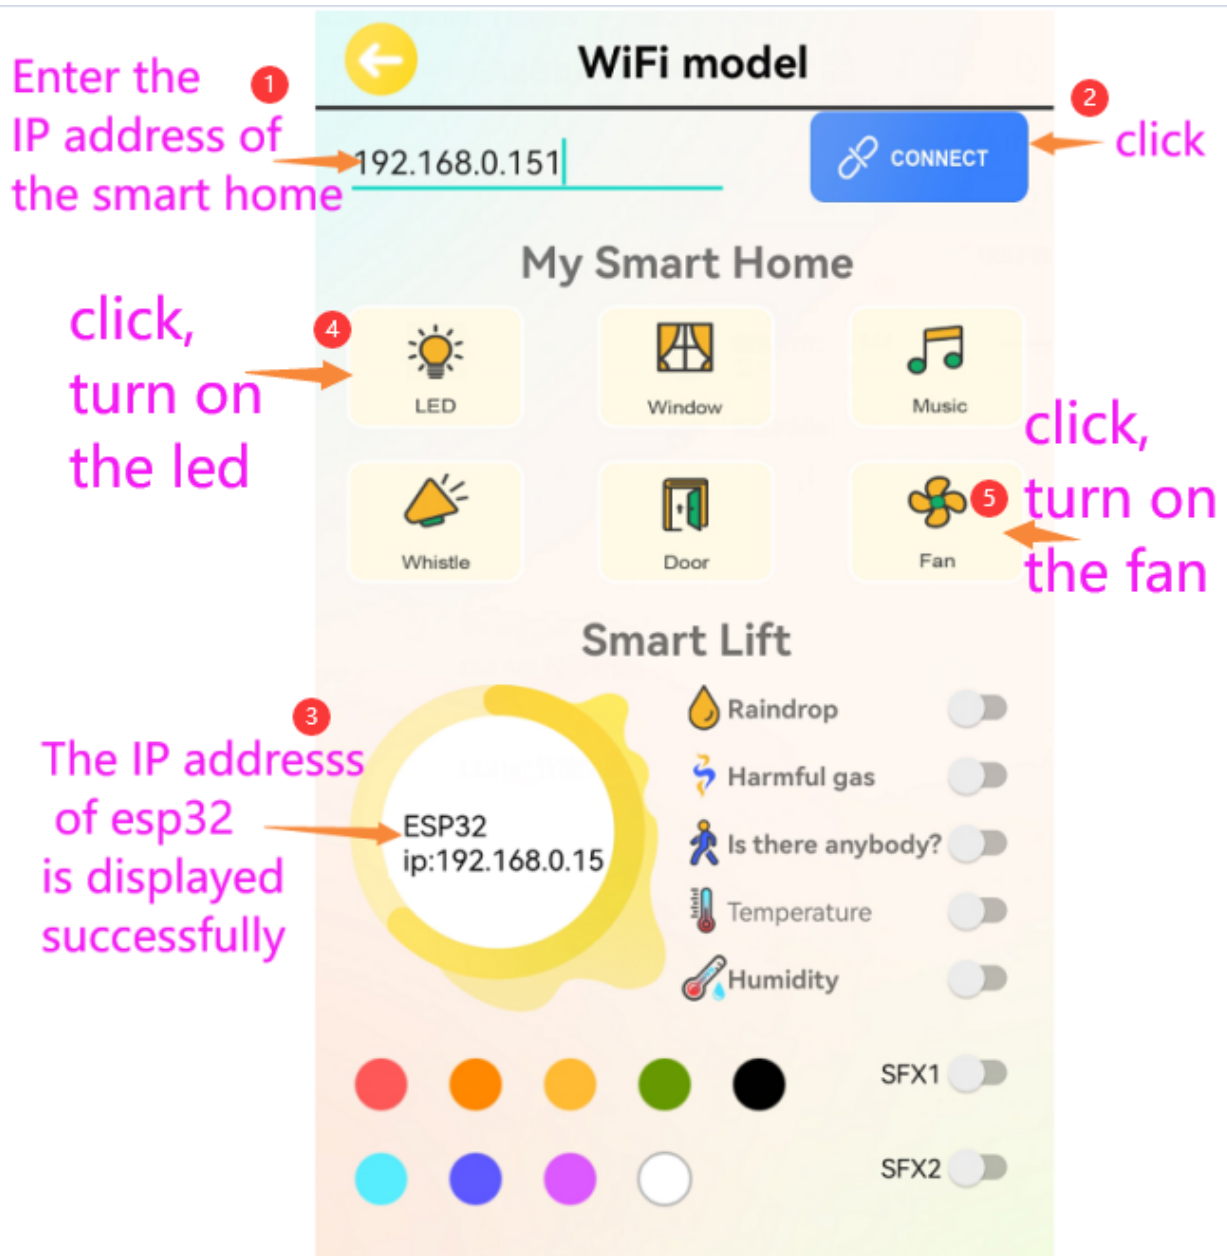 WiFi model
Enter the
1
IP address of
the smart home
192.168.0.151
CONNECT
2
click
My Smart Home
click,
turn on
the led
4
LED
Window
Music
click,
turn on
the fan
5
Whistle
Door
Fan
Smart Lift
3
The IP addresss
of esp32
is displayed
successfully
ESP32
ip:192.168.0.15
Raindrop
Harmful gas
Is there anybody?
Temperature
Humidity
SFX1
SFX2